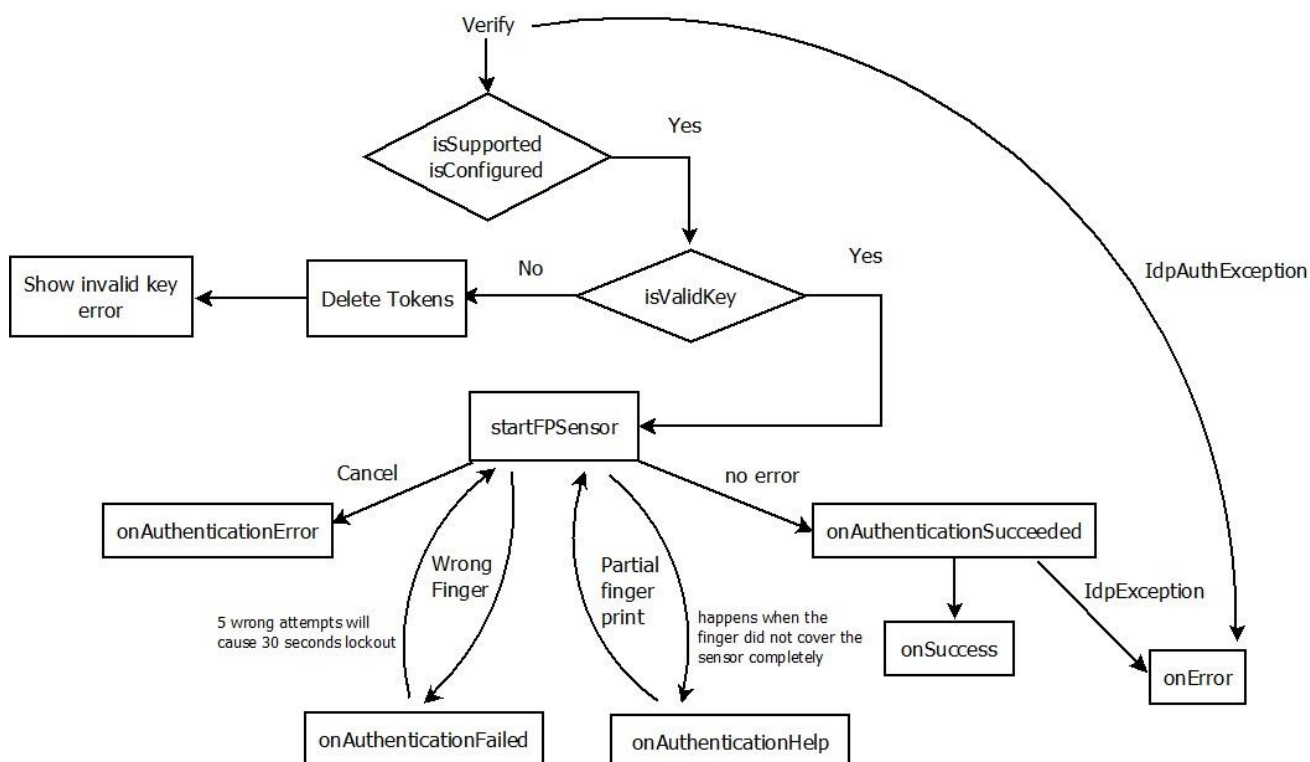 Verify
isSupported
isConfigured
Yes
IdpAuthException
Show invalid key
error
Delete Tokens
No
isValidKey
Yes
startFPSensor
Cancel
no error
onAuthenticationError
onAuthenticationSucceeded
Wrong
Finger
Partial
finger
print
5 wrong attempts will
cause 30 seconds lockout
happens when the
finger did not cover the
sensor completely
IdpException
onSuccess
onError
onAuthenticationFailed
onAuthenticationHelp